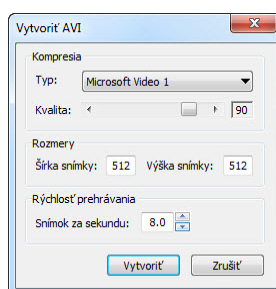 Vytvoriť AVI
Kompresia
Typ: Microsoft Video 1
Kvalita: 90
Rozmery
Šírka snímky: 512 Výška snímky: 512
Rýchlosť prehrávania
Snímok za sekundu: 8.0
Vytvoriť Zrušiť